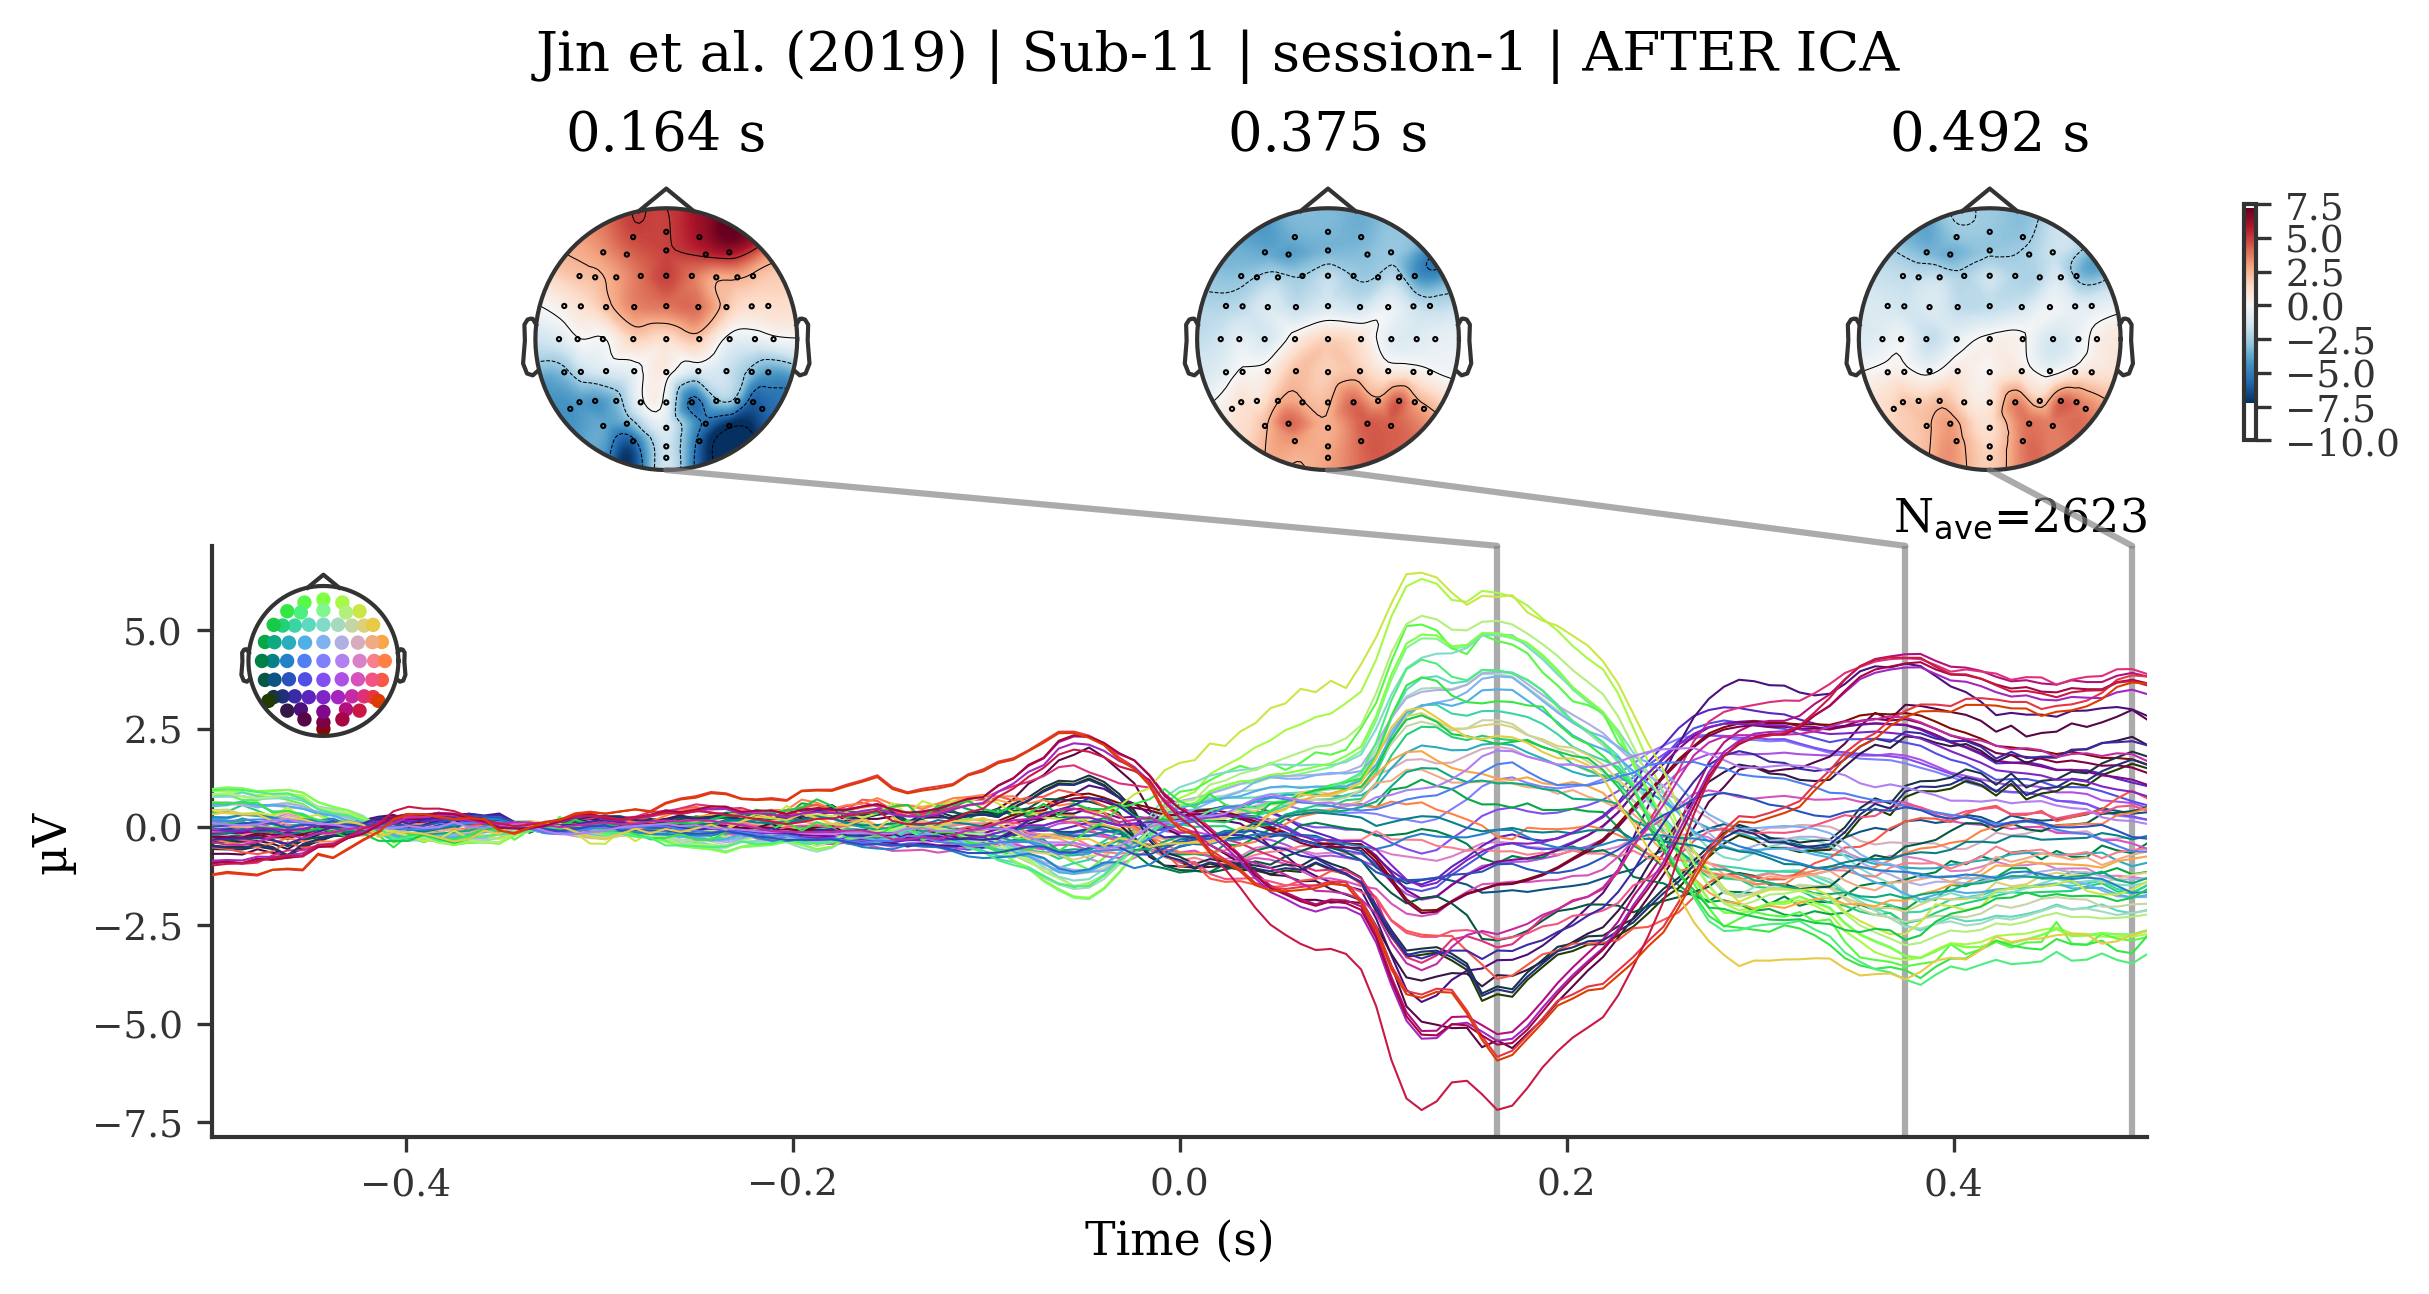 Jin et al. (2019) | Sub-11 | session-1 | AFTER ICA
0.164 s
0.375 s
0.492 s
7.5
5.0
2.5
0.0
−2.5
−5.0
−7.5
−10.0
Nave=2623
µV
5.0
2.5
0.0
−2.5
−5.0
−7.5
−0.4
−0.2
0.0
0.2
0.4
Time (s)